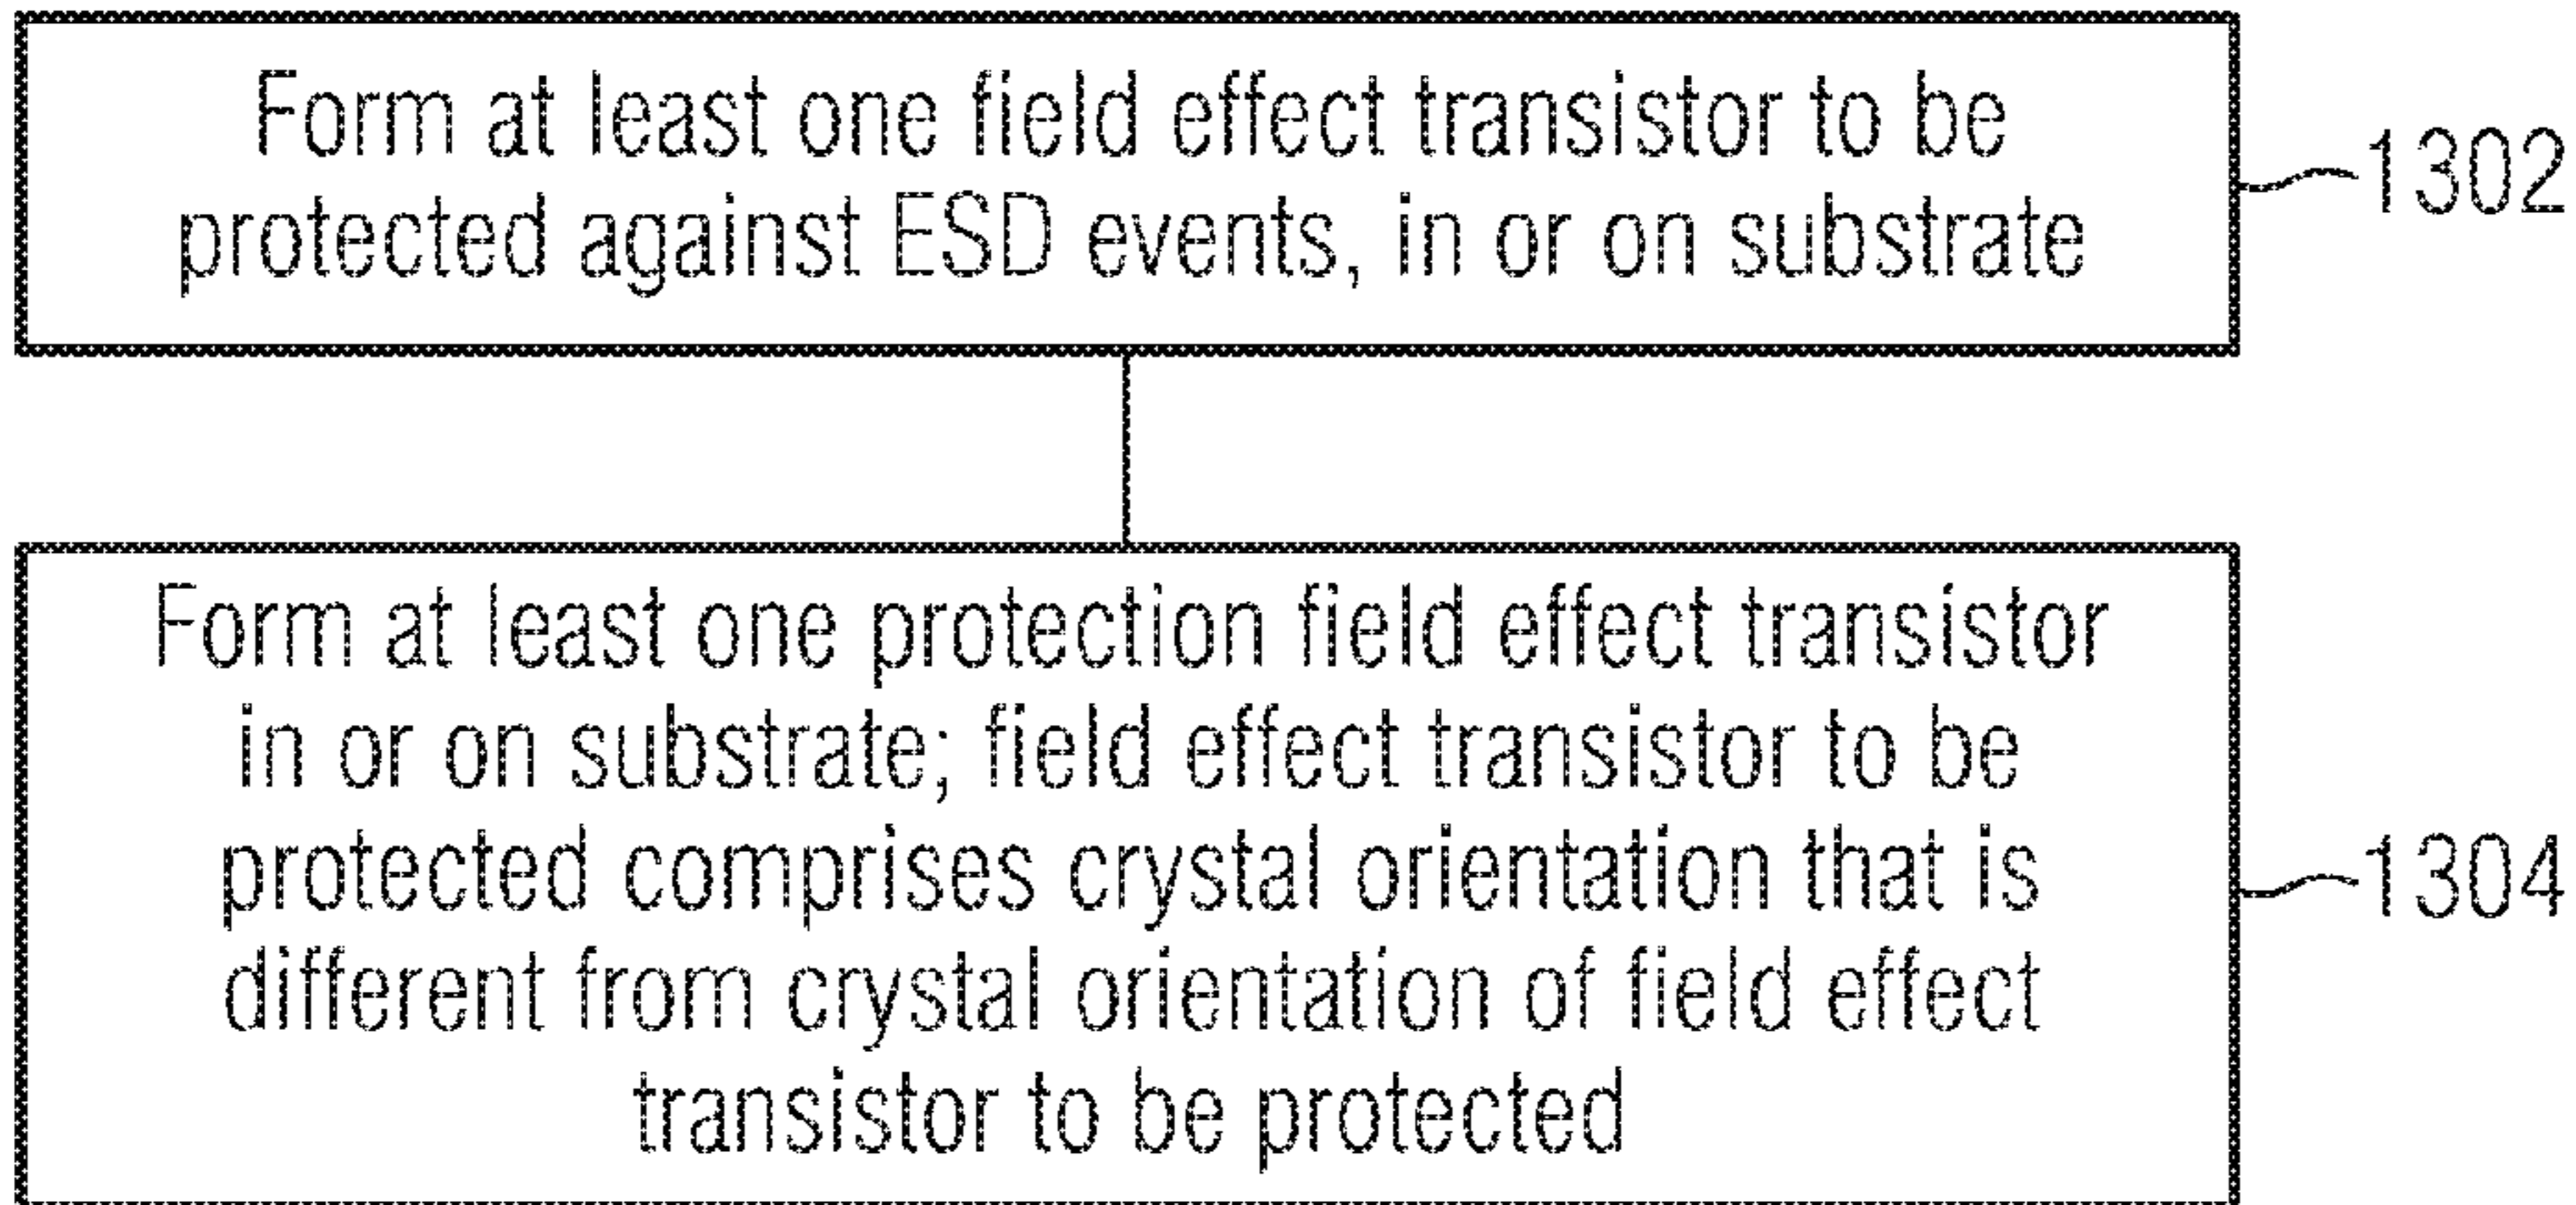 Form at least one field effect transistor to be
protected against ESD events, in or on substrate
1302
Form at least one protection field effect transistor
in or on substrate; field effect transistor to be
protected comprises crystal orientation that is
different from crystal orientation of field effect
transistor to be protected
1304